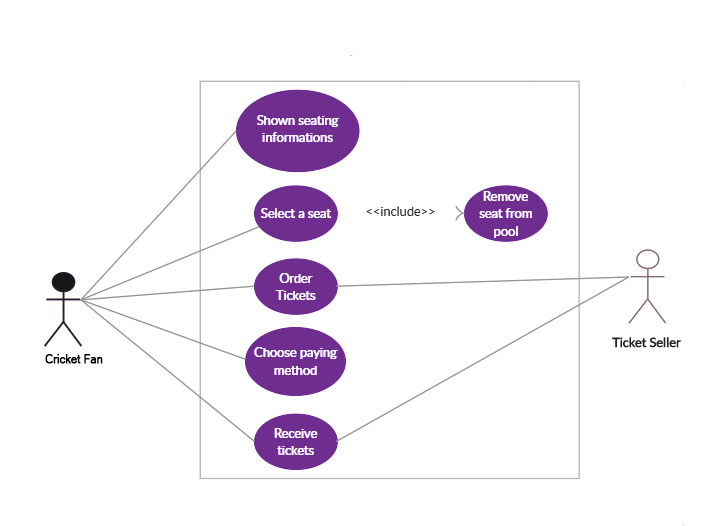 Shown seating
informations
Select a seat
<<include>>
Remove
seat from
pool
Order
Tickets
Choose paying
method
Receive
tickets
Cricket Fan
Ticket Seller